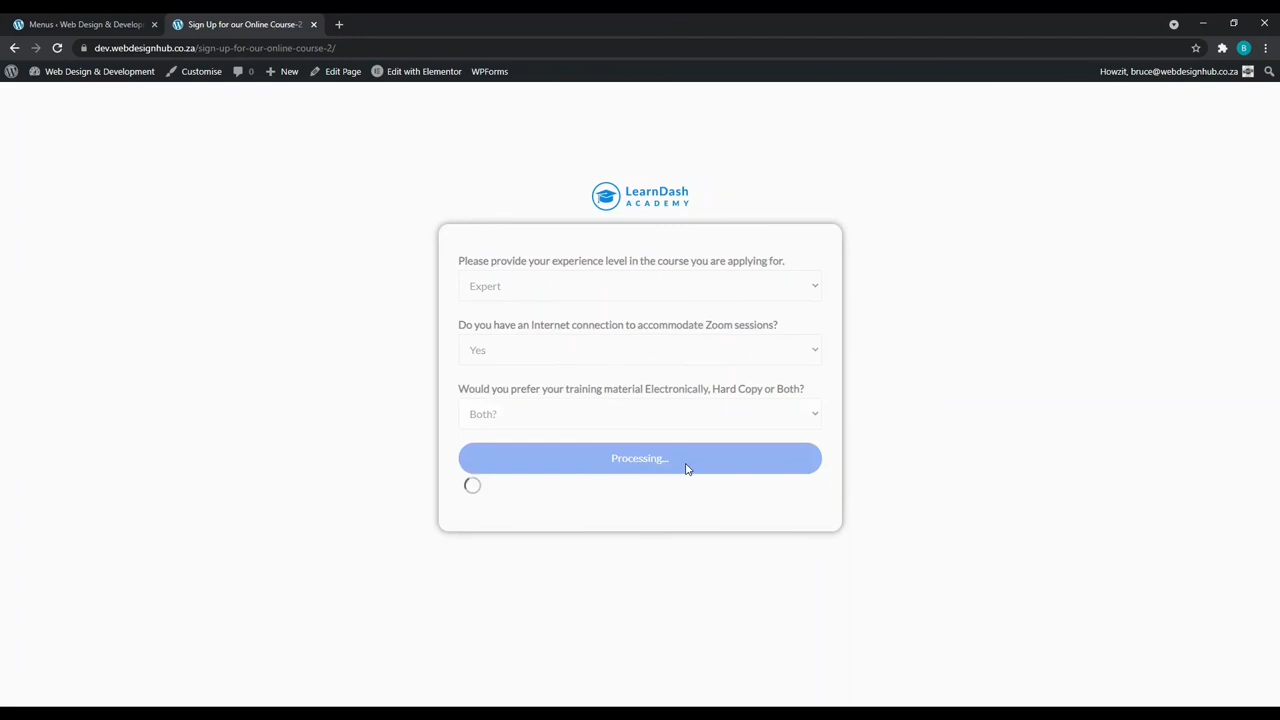 Menus ‹ Web Design & Develop
Sign Up for our Online Course-2
dev.webdesignhub.co.za/sign-up-for-our-online-course-2/
B
Web Design & Development
Customise
0
New
Edit Page
Edit with Elementor
WPForms
Howzit, bruce@webdesignhub.co.za
LearnDash
ACADEMY
Please provide your experience level in the course you are applying for.
Expert
Do you have an Internet connection to accommodate Zoom sessions?
Yes
Would you prefer your training material Electronically, Hard Copy or Both?
Both?
Processing...